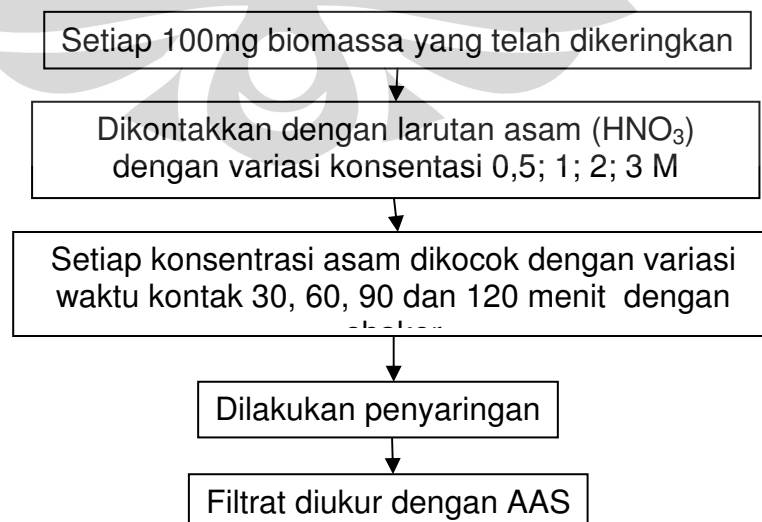 Setiap 100mg biomassa yang telah dikeringkan
Dikontakkan dengan larutan asam (HNO₃)
dengan variasi konsentasi 0,5; 1; 2; 3 M
Setiap konsentrasi asam dikocok dengan variasi
waktu kontak 30, 60, 90 dan 120 menit dengan
Dilakukan penyaringan
Filtrat diukur dengan AAS